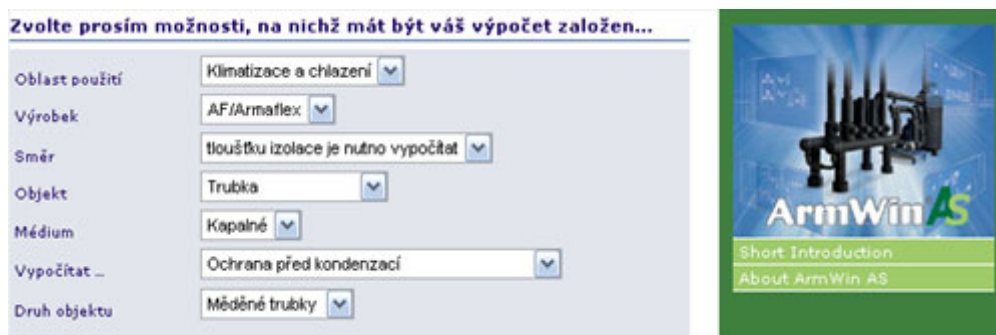 Zvolte prosím možnosti, na nichž mát být váš výpočet založen...
Oblast použití Klimatizace a chlazení
Výrobek AF/Armaflex
Směr tloušťku izolace je nutno vypočítat
Objekt Trubka
Médium Kapalné
Vypočítat ... Ochrana před kondenzací
Druh objektu Měděné trubky
ArmWin AS
Short Introduction
About ArmWin AS